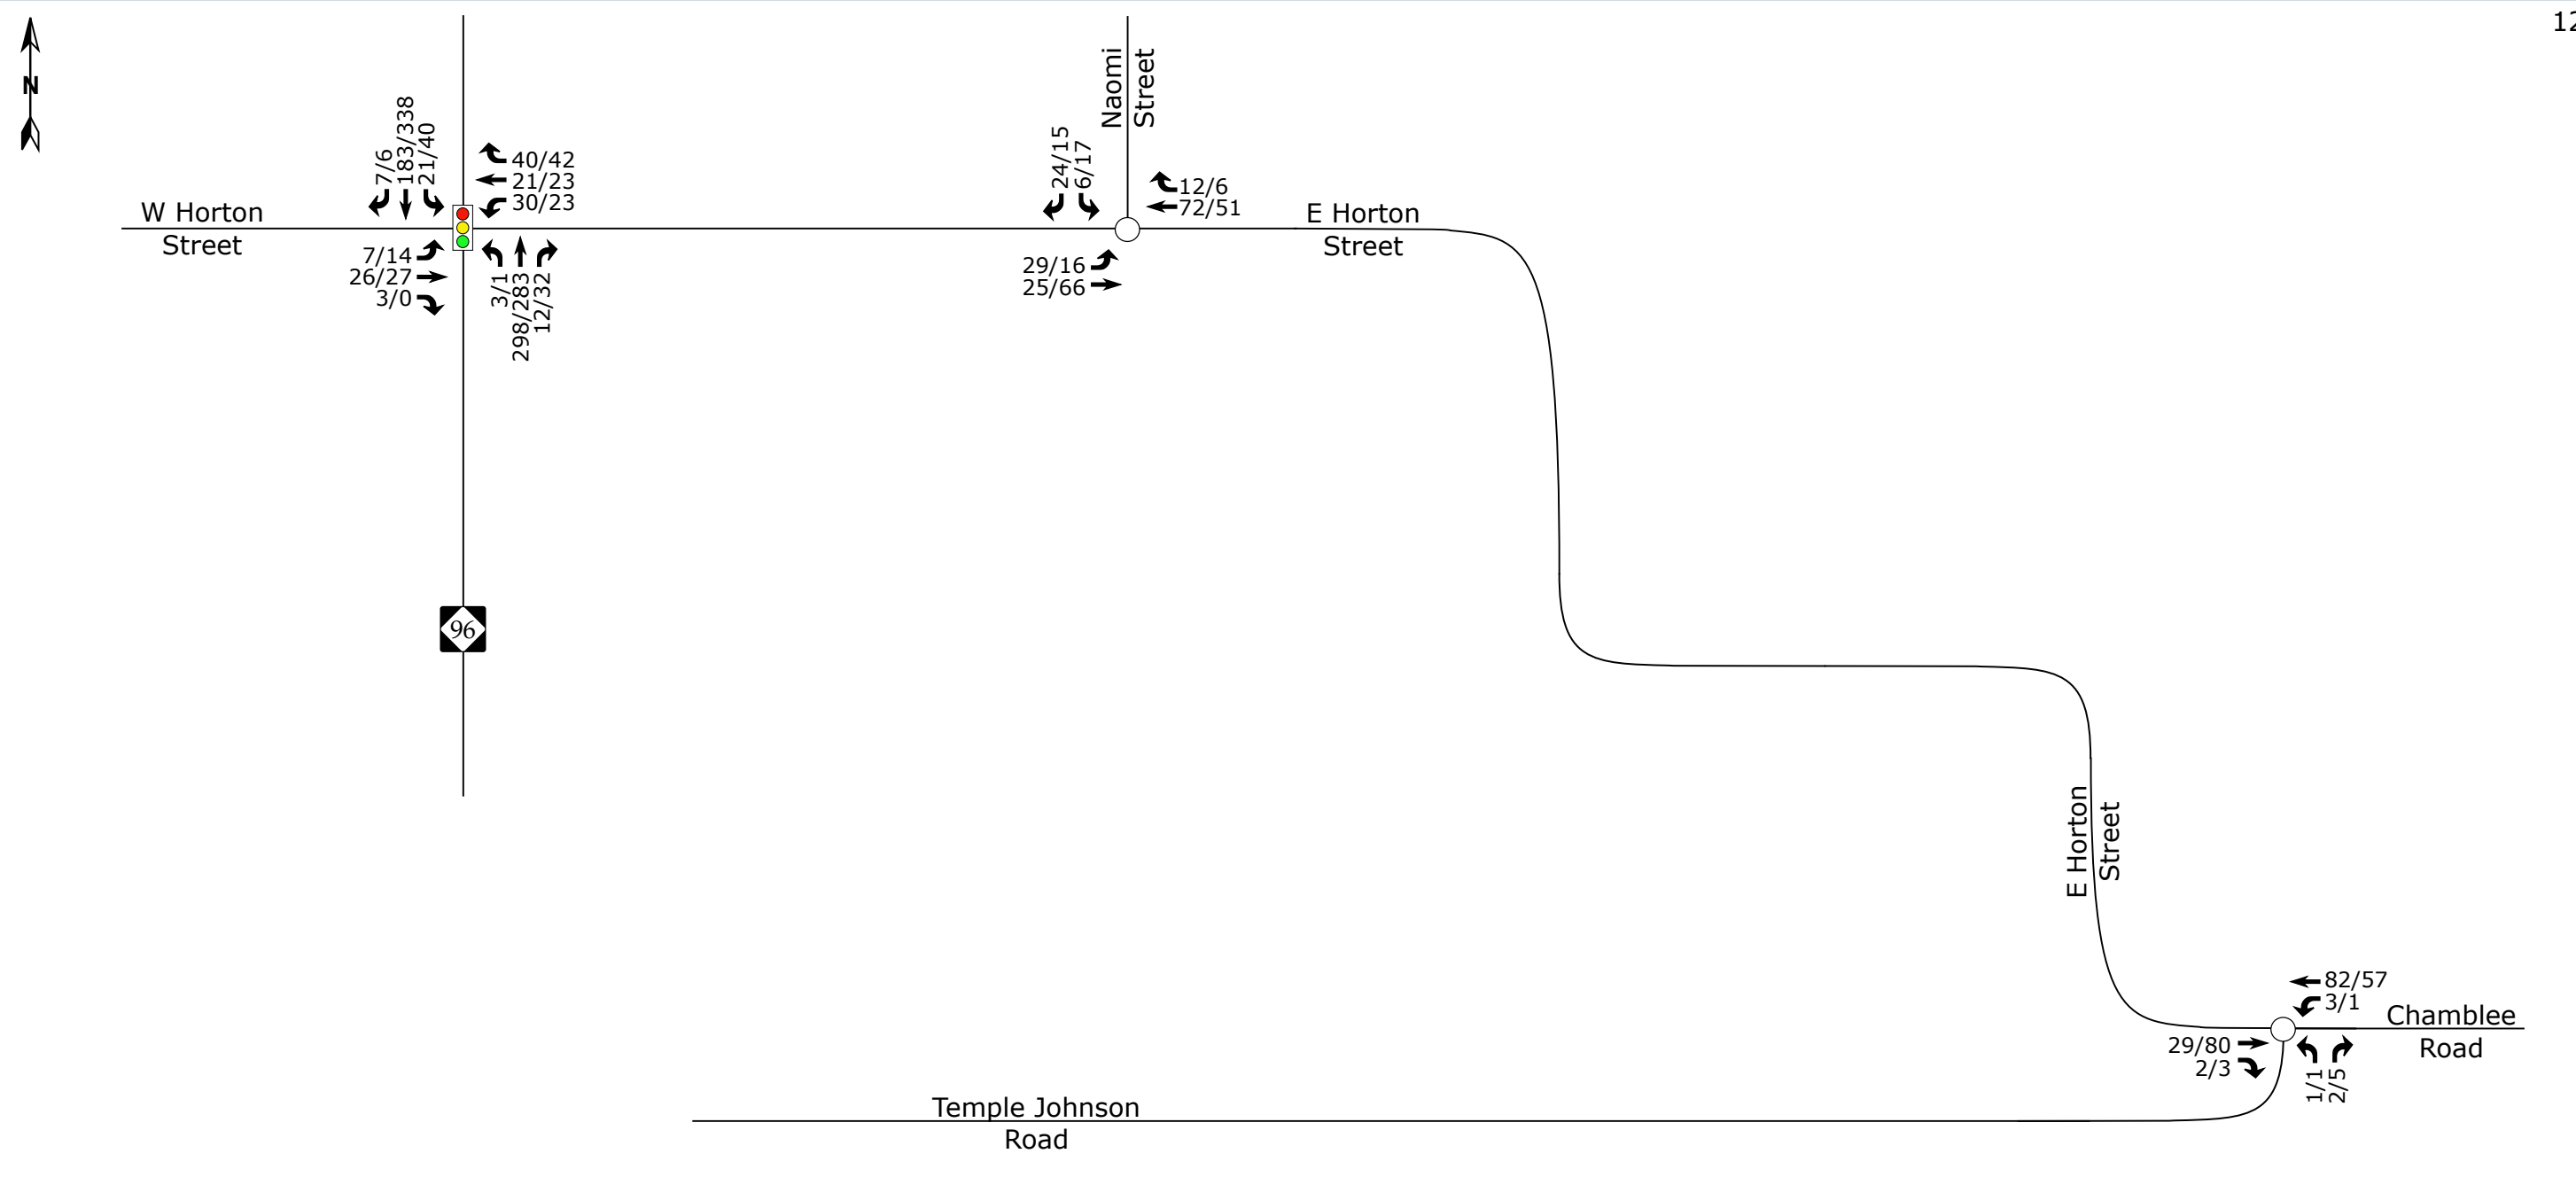 12
N
Naomi
Street
7/6
183/338
21/40
40/42
21/23
30/23
24/15
6/17
12/6
72/51
W Horton
Street
E Horton
Street
7/14
26/27
3/0
3/1
298/283
12/32
29/16
25/66
96
E Horton
Street
82/57
3/1
Chamblee
Road
29/80
2/3
1/1
2/5
Temple Johnson
Road